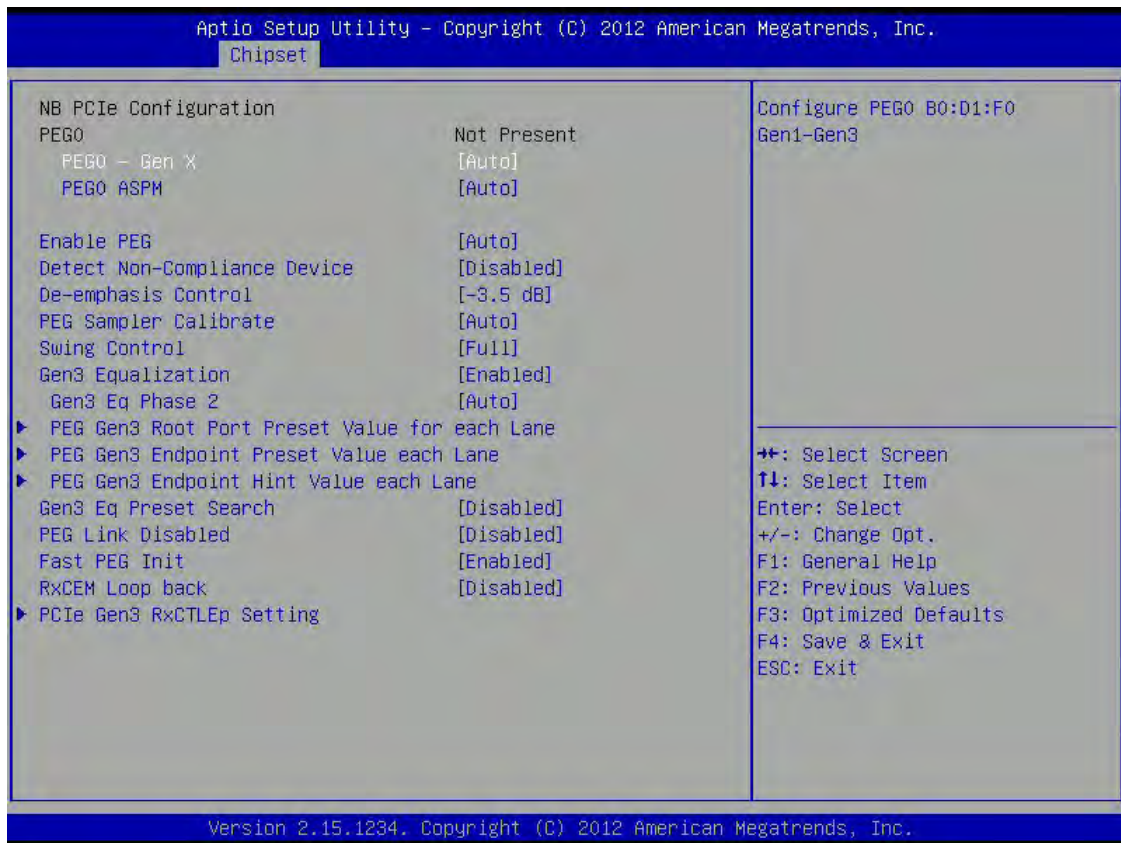 Aptio Setup Utility – Copyright (C) 2012 American Megatrends, Inc.
Chipset
NB PCIe Configuration
PEG0 Not Present
PEG0 – Gen X [Auto]
PEG0 ASPM [Auto]
Enable PEG [Auto]
Detect Non-Compliance Device [Disabled]
De-emphasis Control [-3.5 dB]
PEG Sampler Calibrate [Auto]
Swing Control [Full]
Gen3 Equalization [Enabled]
Gen3 Eq Phase 2 [Auto]
▶ PEG Gen3 Root Port Preset Value for each Lane
▶ PEG Gen3 Endpoint Preset Value each Lane
▶ PEG Gen3 Endpoint Hint Value each Lane
Gen3 Eq Preset Search [Disabled]
PEG Link Disabled [Disabled]
Fast PEG Init [Enabled]
RxCEM Loop back [Disabled]
▶ PCIe Gen3 RxCTLEp Setting
Configure PEG0 B0:D1:F0
Gen1-Gen3
→←: Select Screen
↑↓: Select Item
Enter: Select
+/-: Change Opt.
F1: General Help
F2: Previous Values
F3: Optimized Defaults
F4: Save & Exit
ESC: Exit
Version 2.15.1234. Copyright (C) 2012 American Megatrends, Inc.